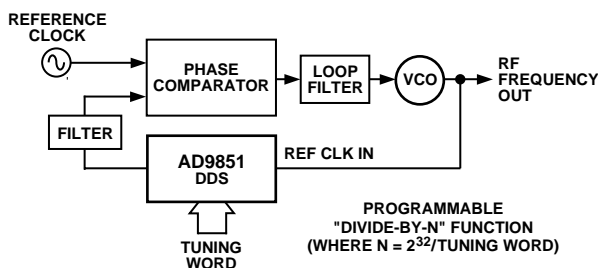 REFERENCE
CLOCK
PHASE
COMPARATOR
LOOP
FILTER
VCO
RF
FREQUENCY
OUT
FILTER
AD9851
DDS
REF CLK IN
TUNING
WORD
PROGRAMMABLE
"DIVIDE-BY-N" FUNCTION
(WHERE N = 2³²/TUNING WORD)